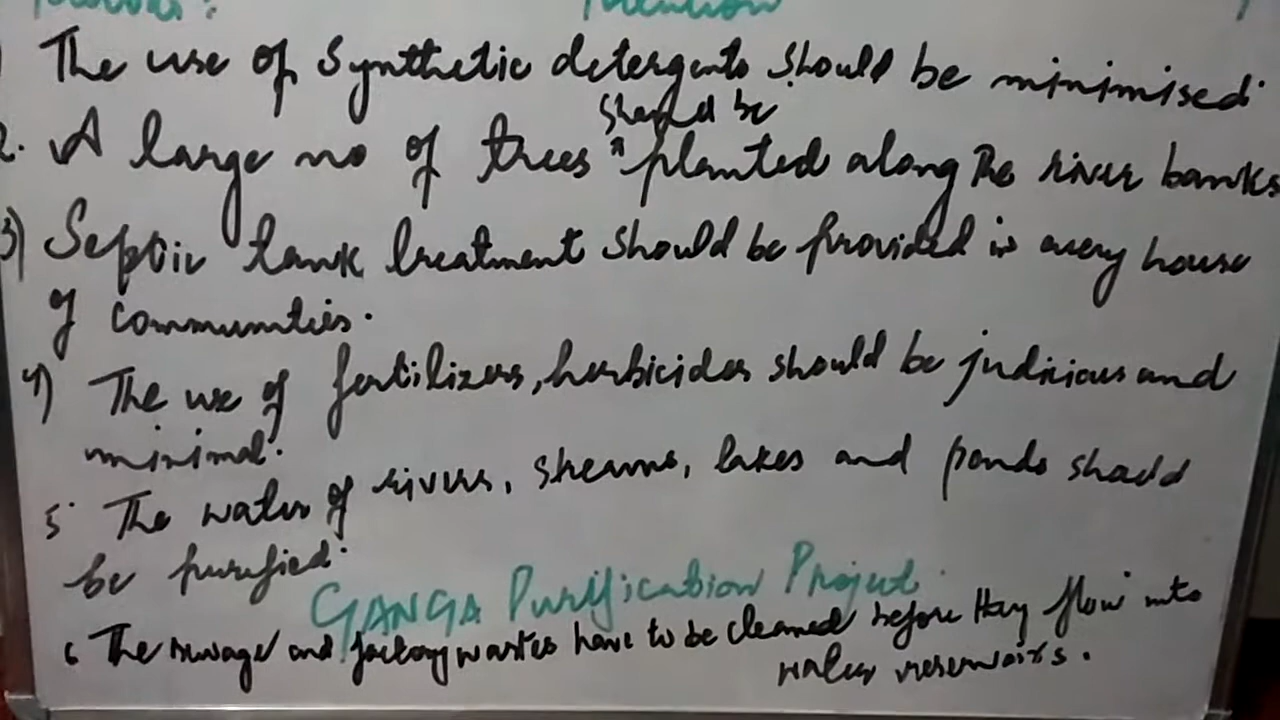 1 The use of Synthetic detergents should be minimised.
should be
2. A large no of trees ^ planted along the river banks
3) Septic tank treatment should be provided in every house
of communities.
4) The use of fertilizers, herbicides should be judicious and
minimal.
5. The water of rivers, streams, lakes and ponds should
be purified.
GANGA Purification Project.
6 The sewage and factory wastes have to be cleaned before they flow into
water reservoirs.